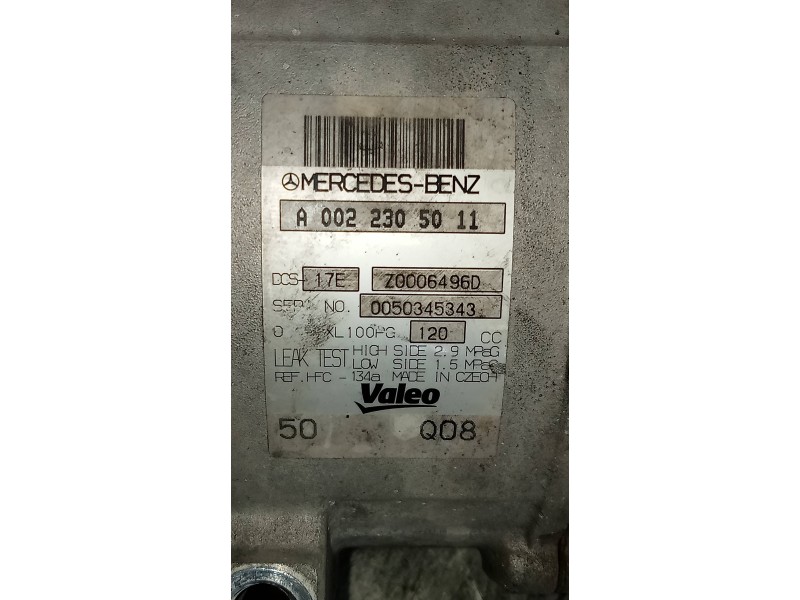 MERCEDES-BENZ
A 002 230 50 11
DCS-17E Z0006496D
SER NO. 0050345343
XL100PG 120 CC
LEAK TEST HIGH SIDE 2.9 MPaG
LOW SIDE 1.5 MPaG
REF.HFC-134a MADE IN CZECH
Valeo
50 Q08